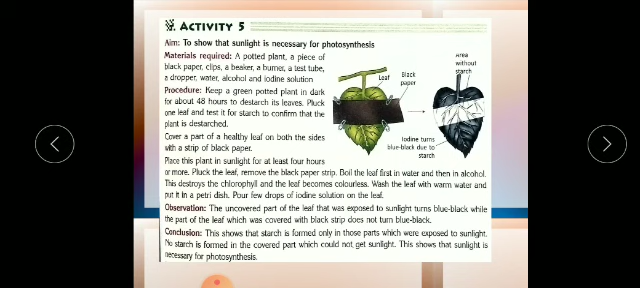 ACTIVITY 5
Aim: To show that sunlight is necessary for photosynthesis
Materials required: A potted plant, a piece of
black paper, clips, a beaker, a burner, a test tube,
a dropper, water, alcohol and iodine solution
Procedure: Keep a green potted plant in dark
for about 48 hours to destarch its leaves. Pluck
one leaf and test it for starch to confirm that the
plant is destarched.
Cover a part of a healthy leaf on both the sides
with a strip of black paper.
Place this plant in sunlight for at least four hours
or more. Pluck the leaf, remove the black paper strip. Boil the leaf first in water and then in alcohol.
This destroys the chlorophyll and the leaf becomes colourless. Wash the leaf with warm water and
put it in a petri dish. Pour few drops of iodine solution on the leaf.
Observation: The uncovered part of the leaf that was exposed to sunlight turns blue-black while
the part of the leaf which was covered with black strip does not turn blue-black.
Conclusion: This shows that starch is formed only in those parts which were exposed to sunlight.
No starch is formed in the covered part which could not get sunlight. This shows that sunlight is
necessary for photosynthesis.
Leaf
Black
paper
Area
without
starch
Iodine turns
blue-black due to
starch